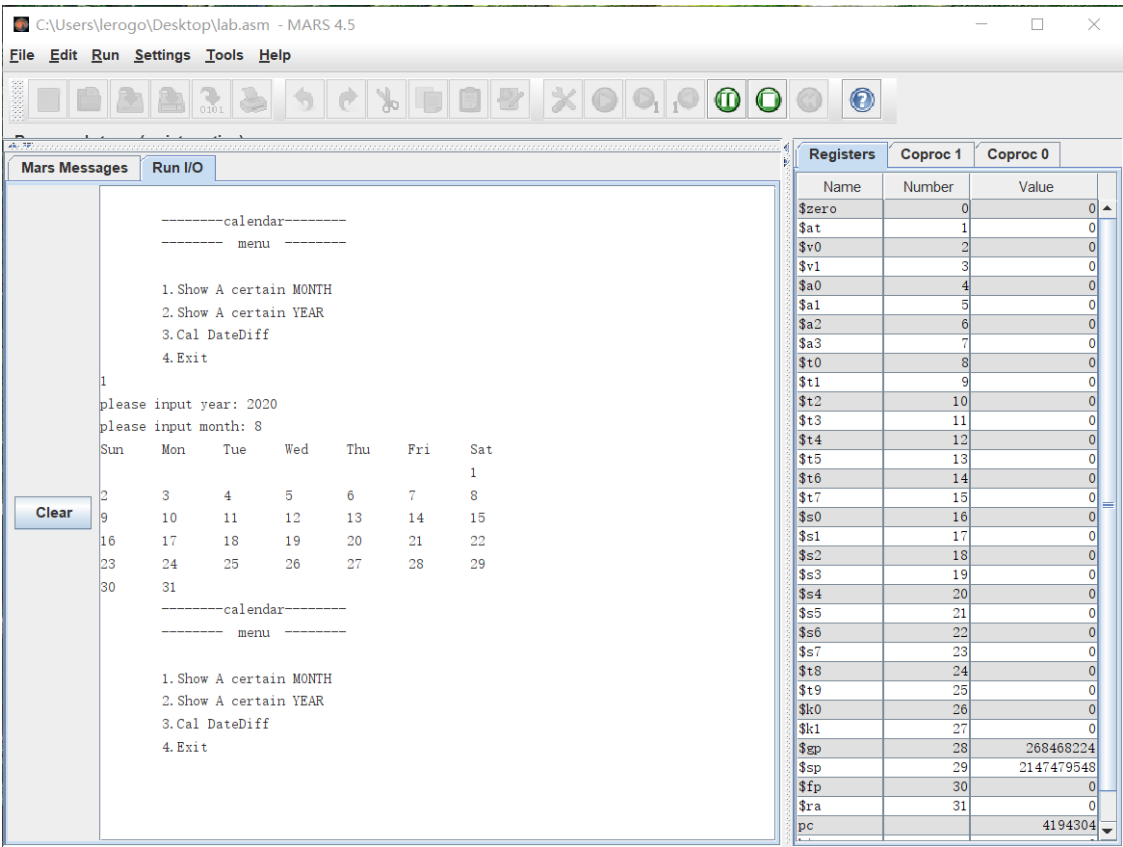 C:\Users\lerogo\Desktop\lab.asm - MARS 4.5
File Edit Run Settings Tools Help
Mars Messages Run I/O
--------calendar--------
-------- menu --------
1.Show A certain MONTH
2.Show A certain YEAR
3.Cal DateDiff
4.Exit
1
please input year: 2020
please input month: 8
Sun Mon Tue Wed Thu Fri Sat
1
2 3 4 5 6 7 8
9 10 11 12 13 14 15
16 17 18 19 20 21 22
23 24 25 26 27 28 29
30 31
--------calendar--------
-------- menu --------
1.Show A certain MONTH
2.Show A certain YEAR
3.Cal DateDiff
4.Exit
Clear
Registers Coproc 1 Coproc 0
Name Number Value
$zero 0 0
$at 1 0
$v0 2 0
$v1 3 0
$a0 4 0
$a1 5 0
$a2 6 0
$a3 7 0
$t0 8 0
$t1 9 0
$t2 10 0
$t3 11 0
$t4 12 0
$t5 13 0
$t6 14 0
$t7 15 0
$s0 16 0
$s1 17 0
$s2 18 0
$s3 19 0
$s4 20 0
$s5 21 0
$s6 22 0
$s7 23 0
$t8 24 0
$t9 25 0
$k0 26 0
$k1 27 0
$gp 28 268468224
$sp 29 2147479548
$fp 30 0
$ra 31 0
pc 4194304